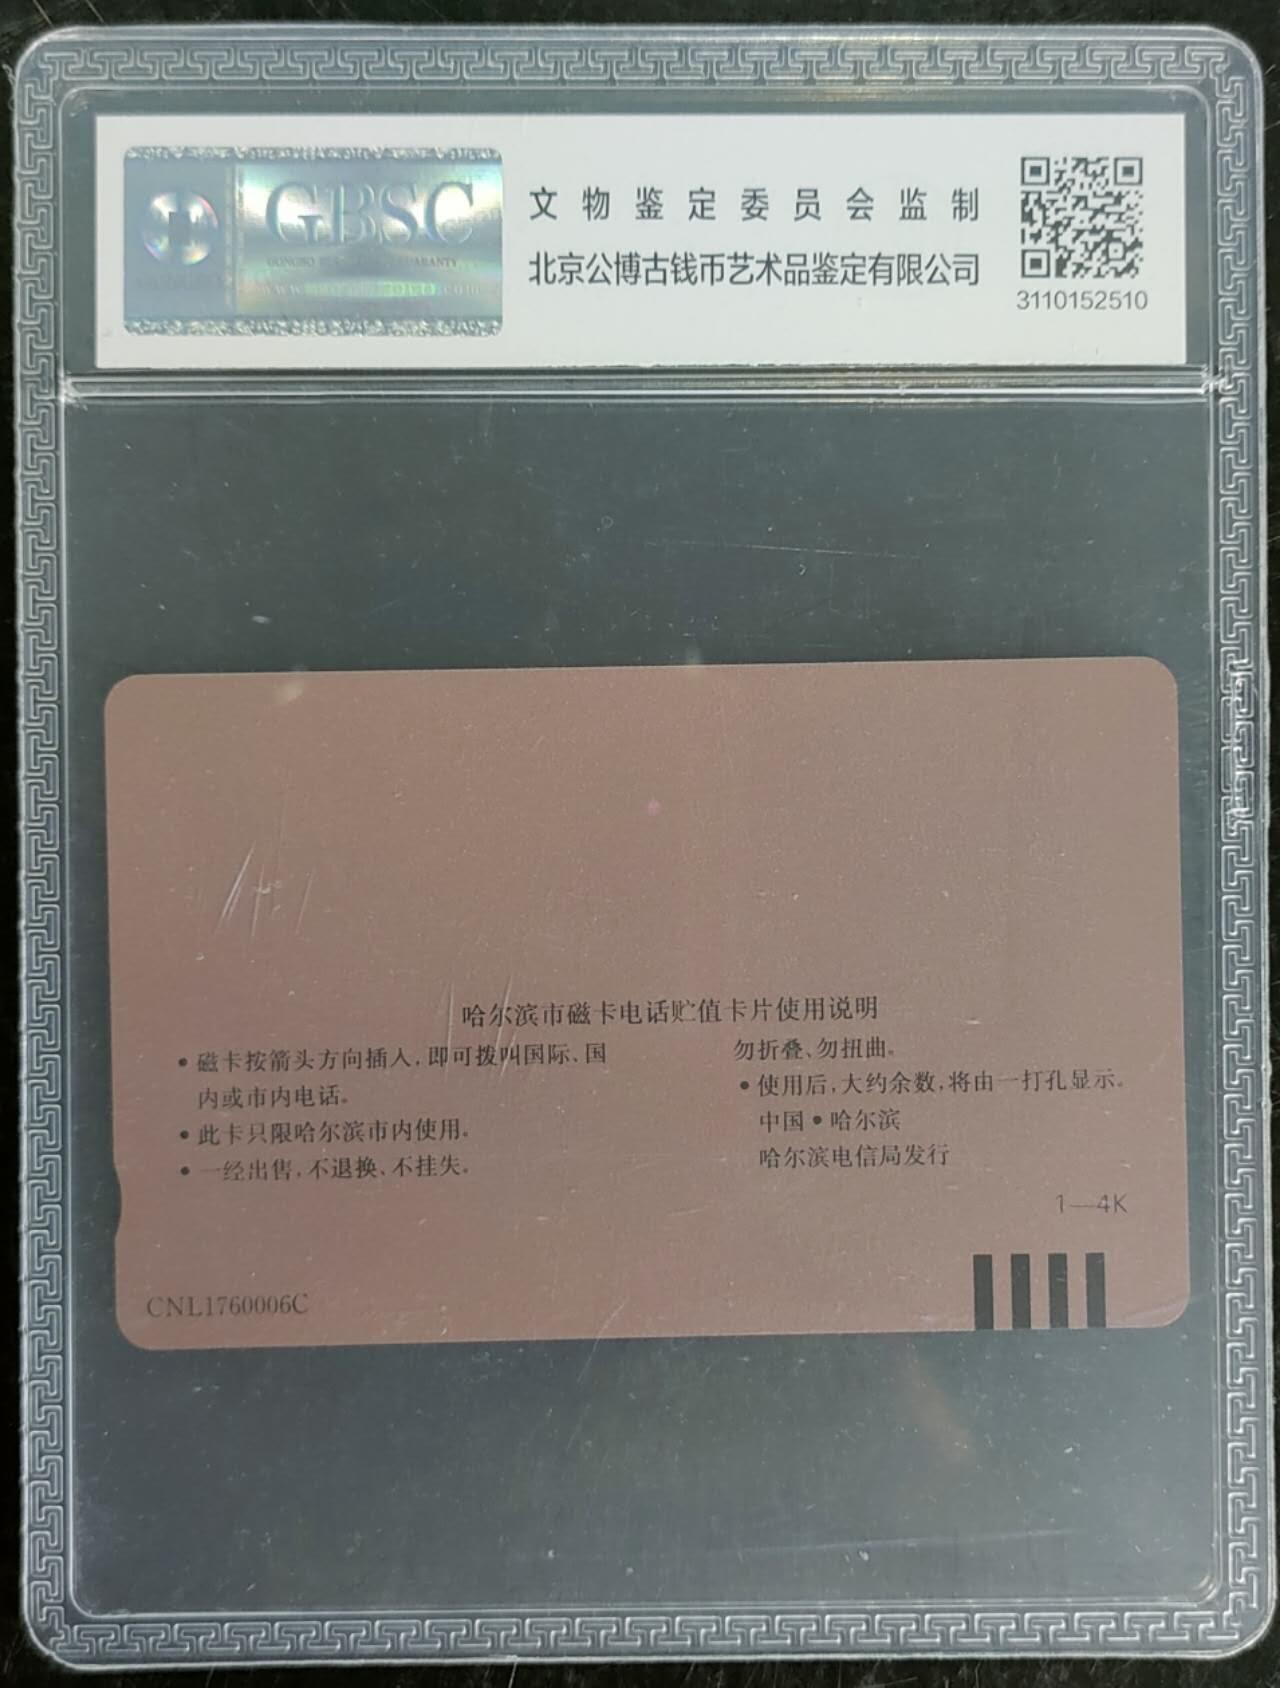 GBSC
文物鉴定委员会监制
北京公博古钱币艺术品鉴定有限公司
3110152510
哈尔滨市磁卡电话贮值卡片使用说明
• 磁卡按箭头方向插入,即可拨叫国际、国
内或市内电话。
• 此卡只限哈尔滨市内使用。
• 一经出售,不退换、不挂失。
勿折叠、勿扭曲。
• 使用后,大约余数,将由一打孔显示。
中国•哈尔滨
哈尔滨电信局发行
1—4K
CNL1760006C